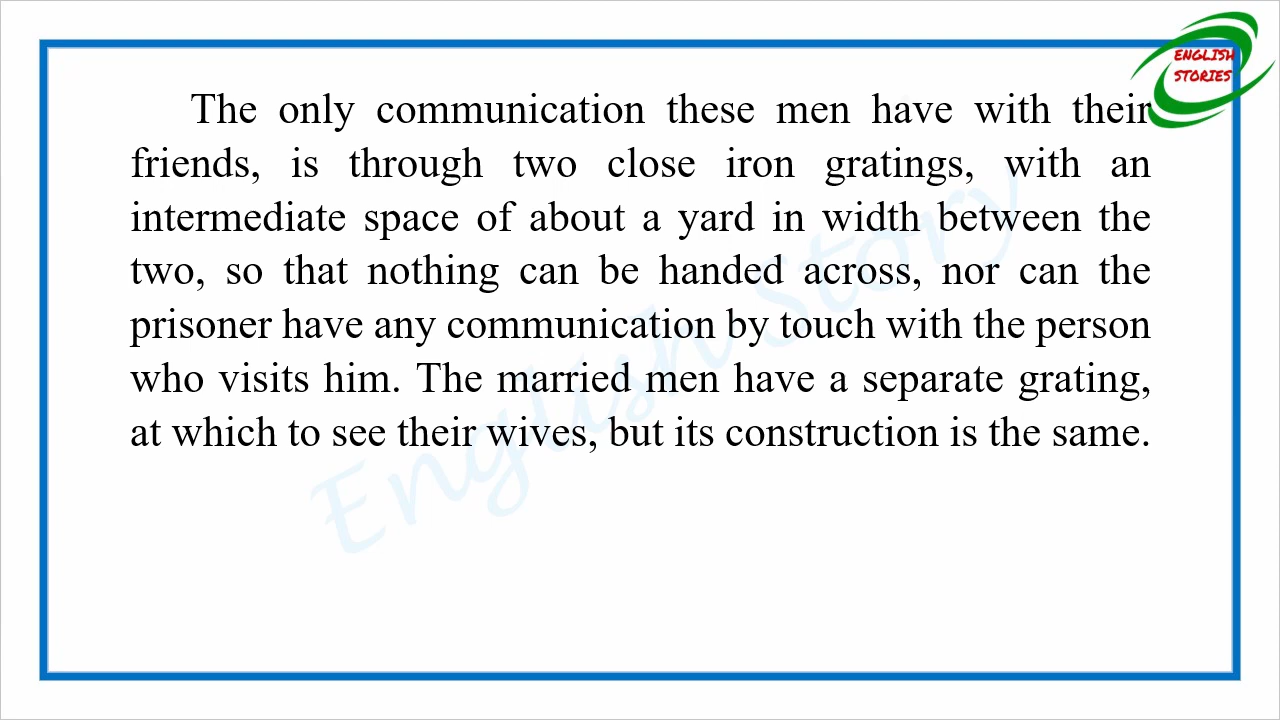 ENGLISH
STORIES
The only communication these men have with their
friends, is through two close iron gratings, with an
intermediate space of about a yard in width between the
two, so that nothing can be handed across, nor can the
prisoner have any communication by touch with the person
who visits him. The married men have a separate grating,
at which to see their wives, but its construction is the same.
English Story